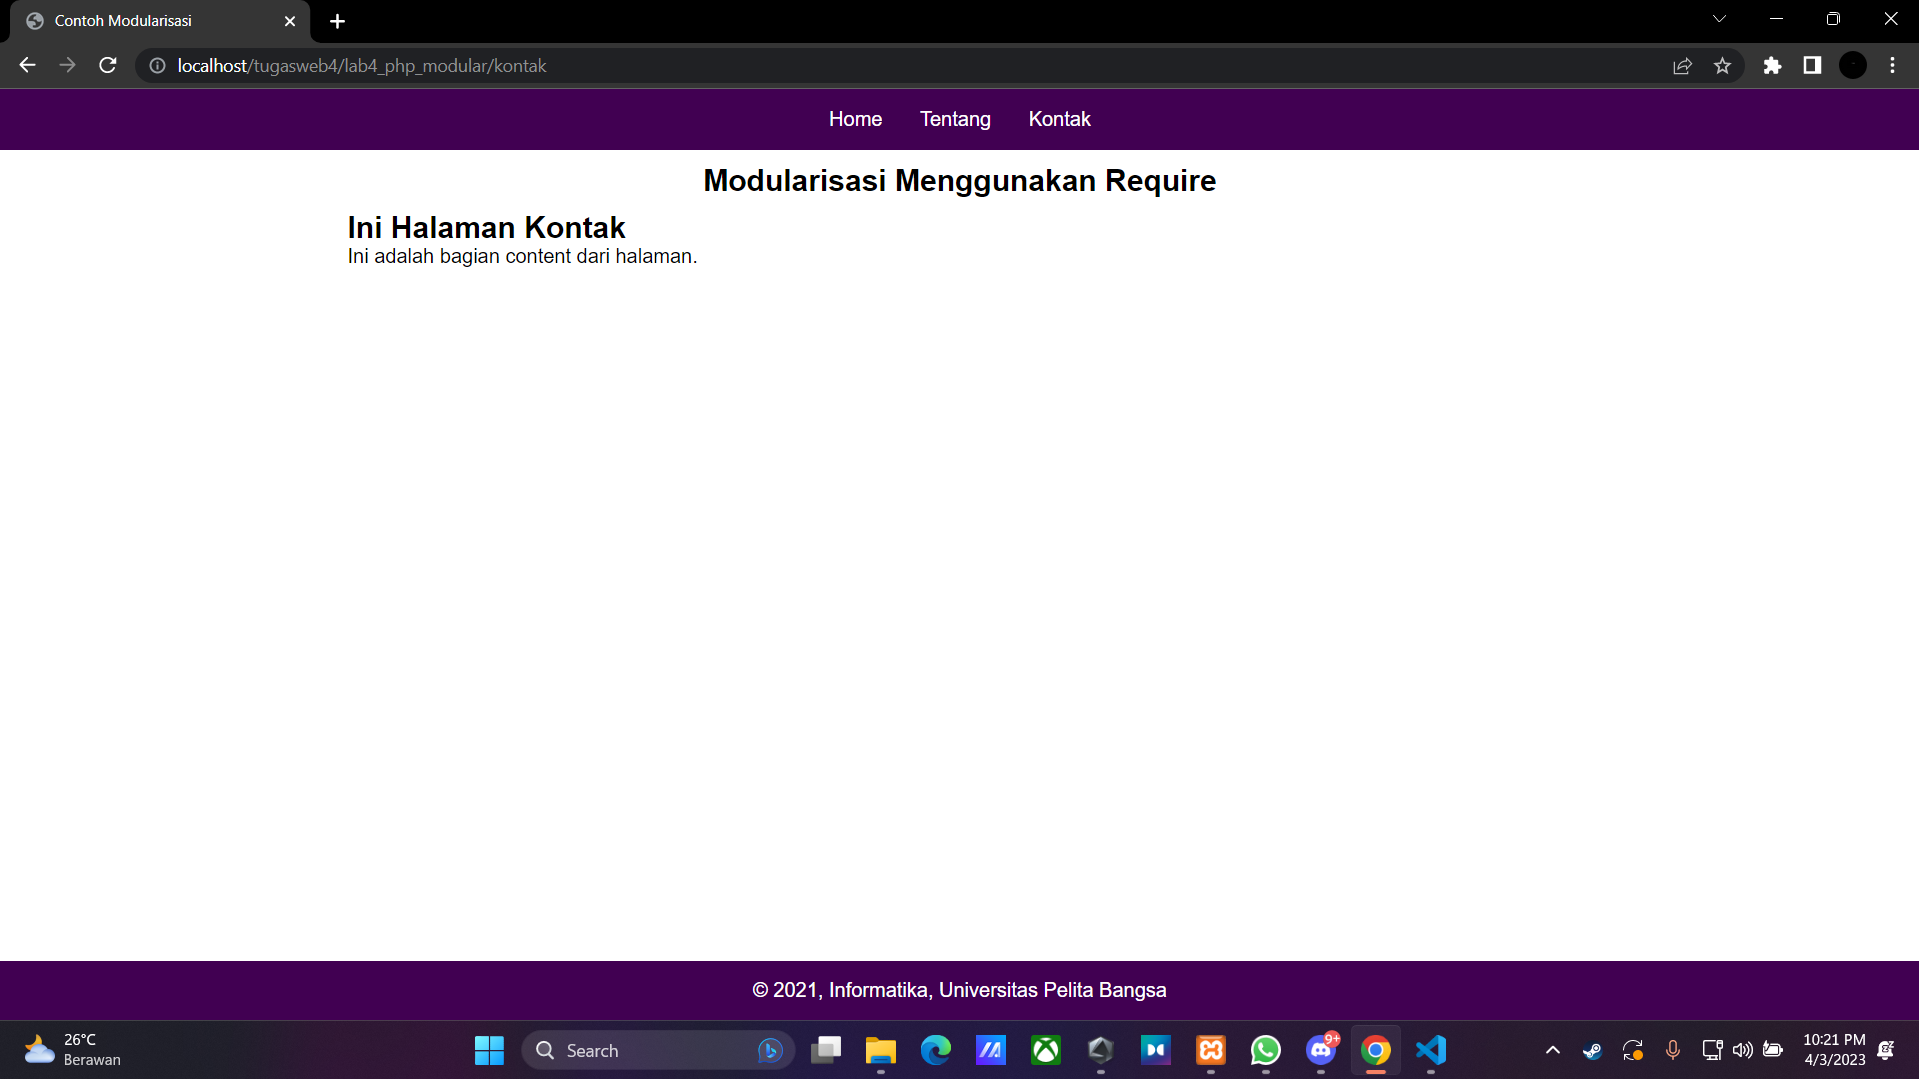 Contoh Modularisasi
localhost/tugasweb4/lab4_php_modular/kontak
Home Tentang Kontak
Modularisasi Menggunakan Require
Ini Halaman Kontak
Ini adalah bagian content dari halaman.
© 2021, Informatika, Universitas Pelita Bangsa
26°C
Berawan
Search
9+
10:21 PM
4/3/2023